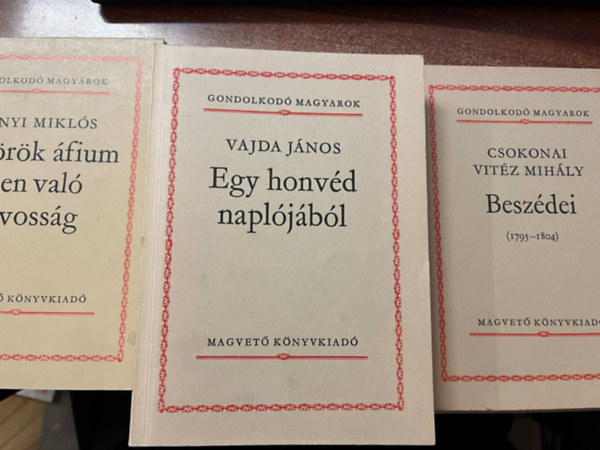 OLKODÓ MAGYAROK
NYI MIKLÓS
örök áfium
en való
vosság
TŐ KÖNYVKIADÓ
GONDOLKODÓ MAGYAROK
VAJDA JÁNOS
Egy honvéd
naplójából
MAGVETŐ KÖNYVKIADÓ
GONDOLKODÓ MAGYAROK
CSOKONAI
VITÉZ MIHÁLY
Beszédei
(1795–1804)
MAGVETŐ KÖNYVKIADÓ